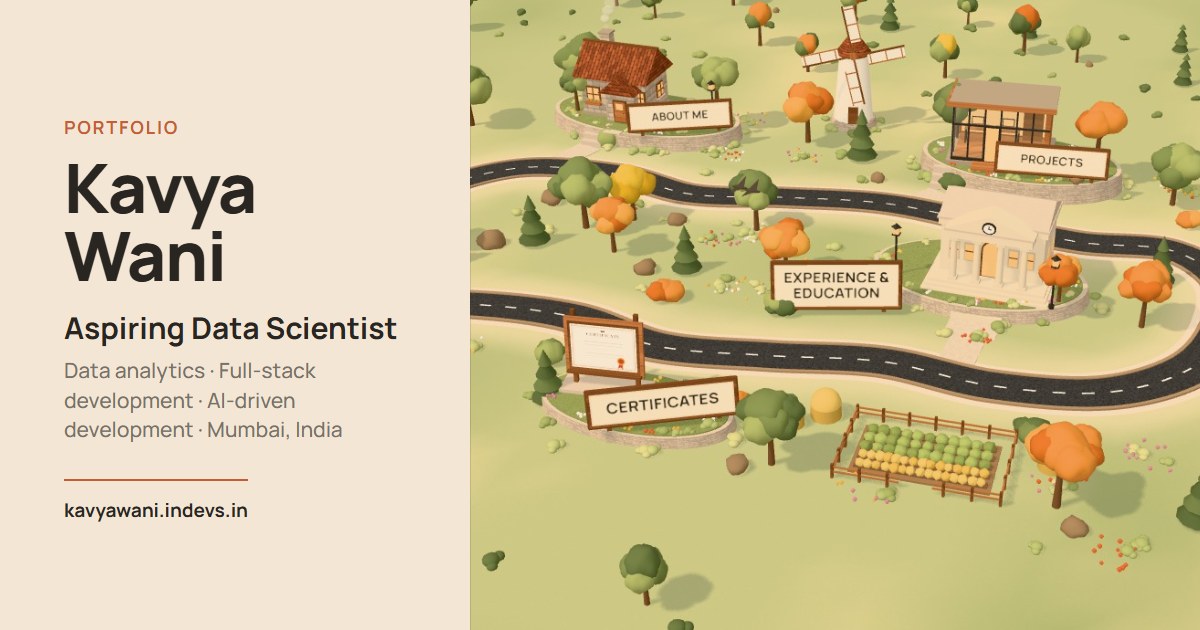 PORTFOLIO
Kavya
Wani
Aspiring Data Scientist
Data analytics · Full-stack
development · AI-driven
development · Mumbai, India
kavyawani.indevs.in
ABOUT ME
PROJECTS
EXPERIENCE &
EDUCATION
CERTIFICATES